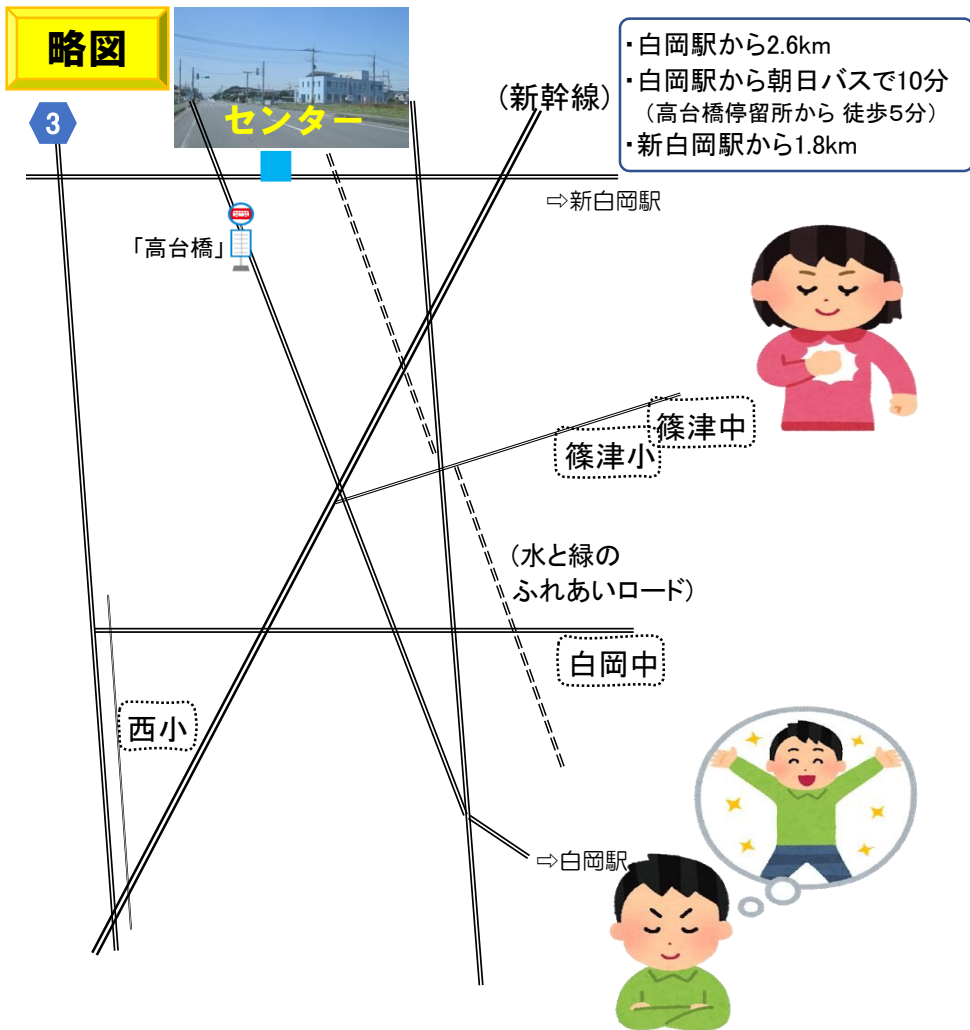 略図
3
センター
(新幹線)
・白岡駅から2.6km
・白岡駅から朝日バスで10分
(高台橋停留所から 徒歩5分)
・新白岡駅から1.8km
⇨新白岡駅
「高台橋」
篠津中
篠津小
(水と緑の
ふれあいロード)
白岡中
西小
⇨白岡駅